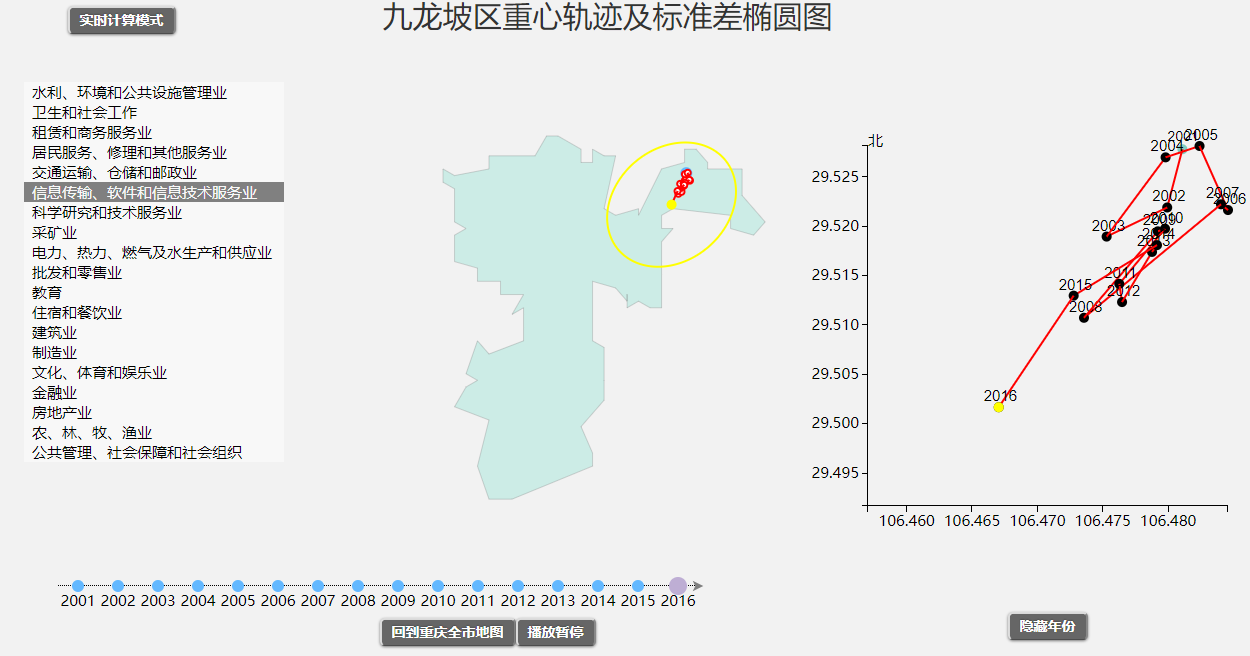 实时计算模式
九龙坡区重心轨迹及标准差椭圆图
水利、环境和公共设施管理业
卫生和社会工作
租赁和商务服务业
居民服务、修理和其他服务业
交通运输、仓储和邮政业
信息传输、软件和信息技术服务业
科学研究和技术服务业
采矿业
电力、热力、燃气及水生产和供应业
批发和零售业
教育
住宿和餐饮业
建筑业
制造业
文化、体育和娱乐业
金融业
房地产业
农、林、牧、渔业
公共管理、社会保障和社会组织
北
29.525
29.520
29.515
29.510
29.505
29.500
29.495
106.460 106.465 106.470 106.475 106.480
2001
2005
2004
2002
2007
2006
2003
2009
2010
2014
2013
2011
2015
2012
2008
2016
2001 2002 2003 2004 2005 2006 2007 2008 2009 2010 2011 2012 2013 2014 2015 2016
回到重庆全市地图
播放暂停
隐藏年份